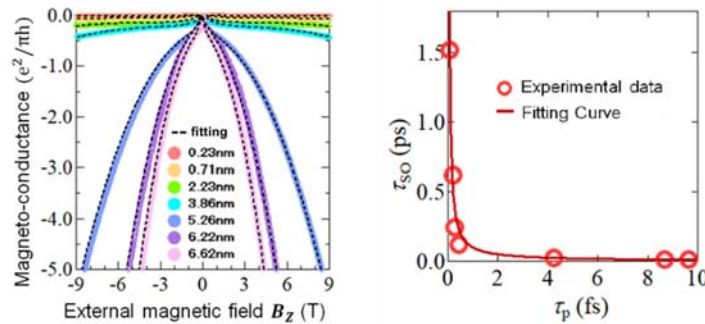 Magneto-conductance (e²/πh)
0.0
-1.0
-2.0
-3.0
-4.0
-5.0
fitting
0.23nm
0.71nm
2.23nm
3.86nm
5.26nm
6.22nm
6.62nm
-9 -6 -3 0 3 6 9
External magnetic field B_Z (T)
τ_SO (ps)
1.5
1.0
0.5
0.0
Experimental data
Fitting Curve
0 2 4 6 8 10
τ_p (fs)